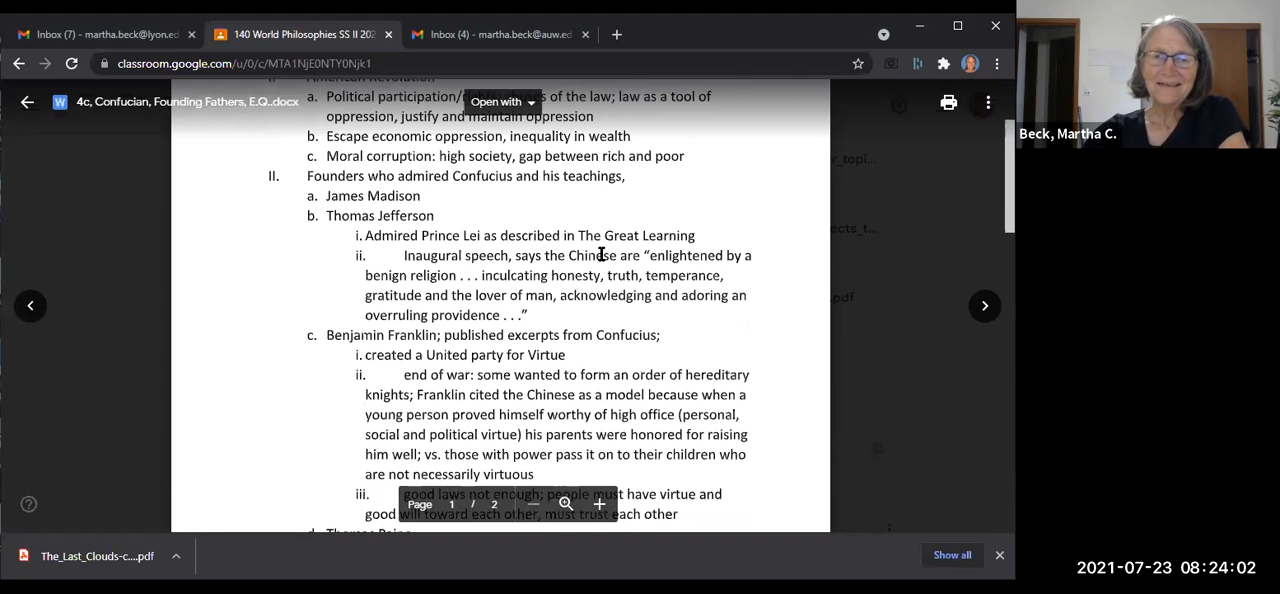 Inbox (7) - martha.beck@lyon.ed
140 World Philosophies SS II 202
Inbox (4) - martha.beck@auw.ed
classroom.google.com/u/0/c/MTA1NjE0NTY0Njk1
4c, Confucian, Founding Fathers, E.Q..docx
Open with
a. Political participation/rights: abuses of the law; law as a tool of
oppression, justify and maintain oppression
b. Escape economic oppression, inequality in wealth
c. Moral corruption: high society, gap between rich and poor
II. Founders who admired Confucius and his teachings,
a. James Madison
b. Thomas Jefferson
i. Admired Prince Lei as described in The Great Learning
ii. Inaugural speech, says the Chinese are “enlightened by a
benign religion . . . inculcating honesty, truth, temperance,
gratitude and the lover of man, acknowledging and adoring an
overruling providence . . .”
c. Benjamin Franklin; published excerpts from Confucius;
i. created a United party for Virtue
ii. end of war: some wanted to form an order of hereditary
knights; Franklin cited the Chinese as a model because when a
young person proved himself worthy of high office (personal,
social and political virtue) his parents were honored for raising
him well; vs. those with power pass it on to their children who
are not necessarily virtuous
iii. good laws not enough; people must have virtue and
good will toward each other, must trust each other
Page 1 / 2
The_Last_Clouds-c....pdf
Show all
Beck, Martha C.
2021-07-23 08:24:02